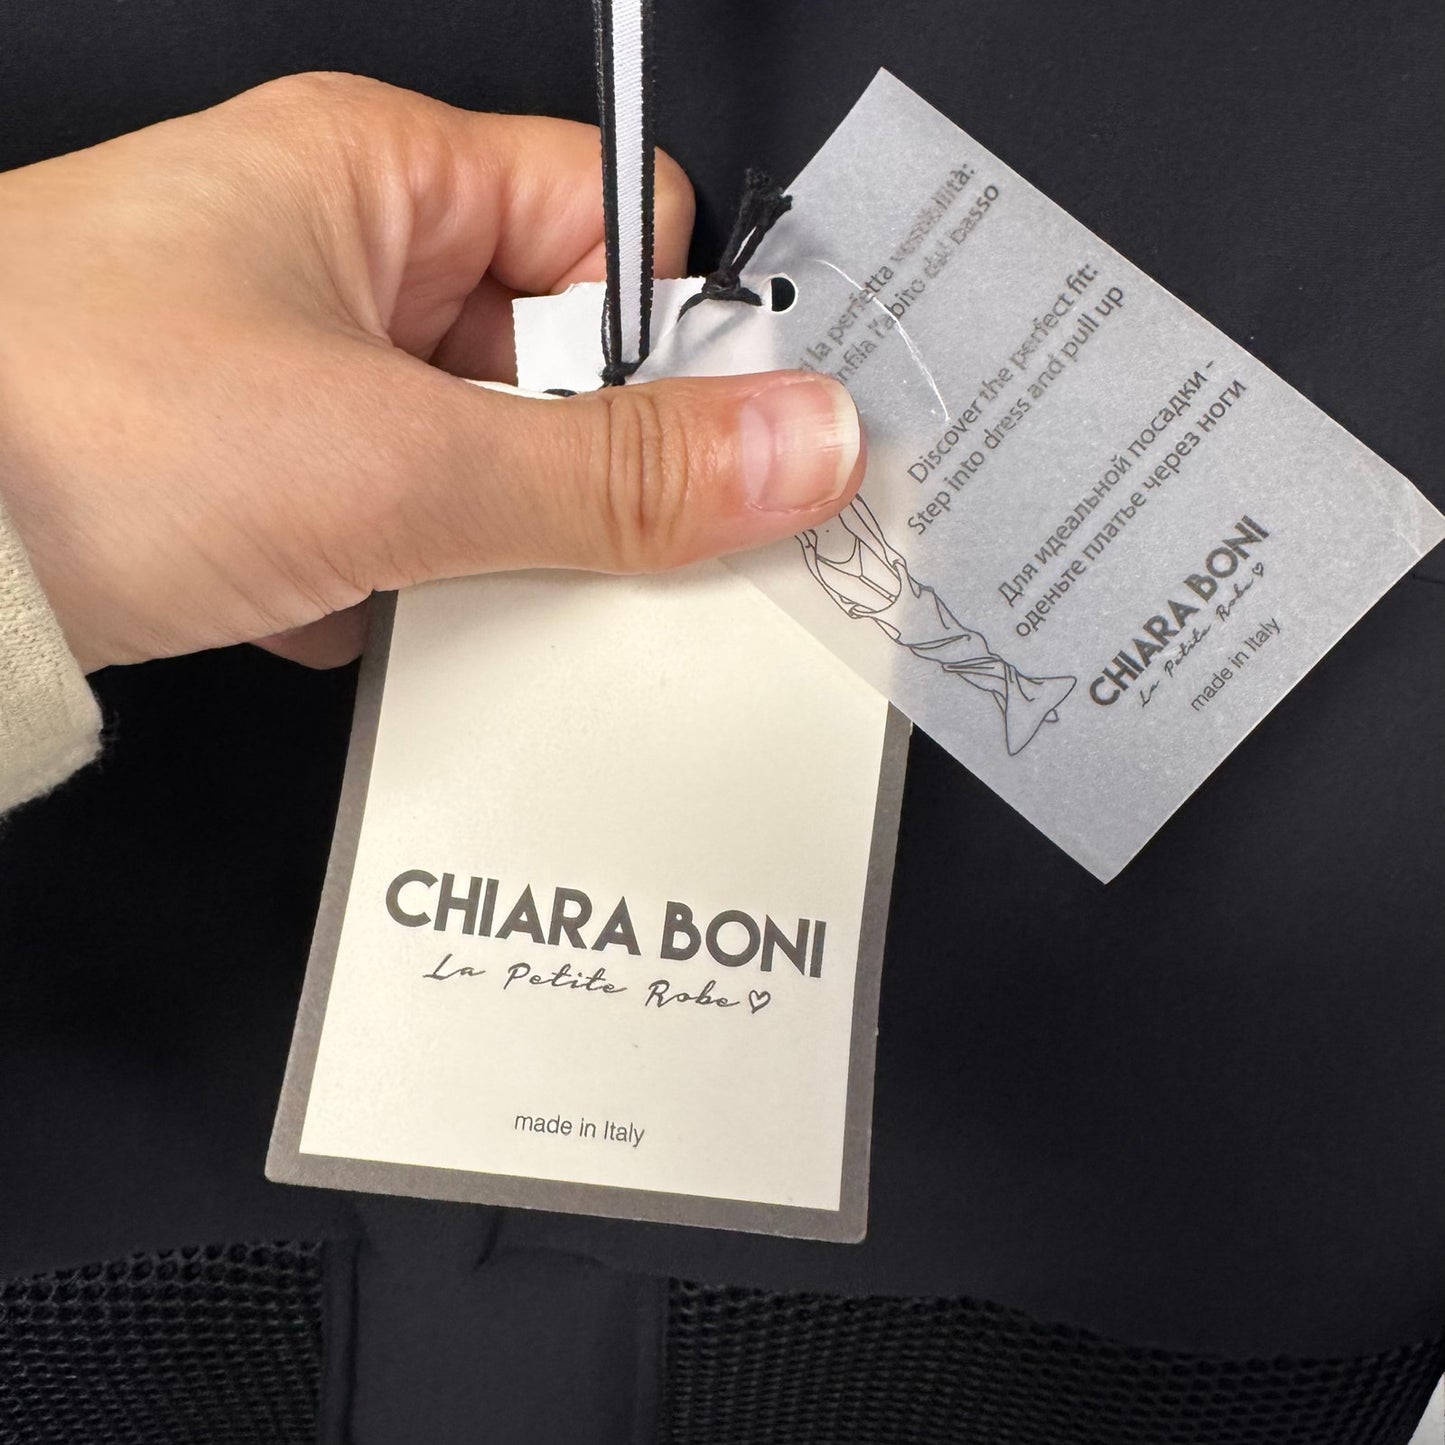 CHIARA BONI
La Petite Robe
made in Italy
la perfetta vestibilità:
l'abito dal basso
Discover the perfect fit:
Step into dress and pull up
Для идеальной посадки -
оденьте платье через ноги
CHIARA BONI
La Petite Robe
made in Italy